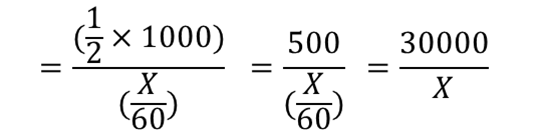 = (1/2 × 1000) / (X/60) = 500 / (X/60) = 30000 / X